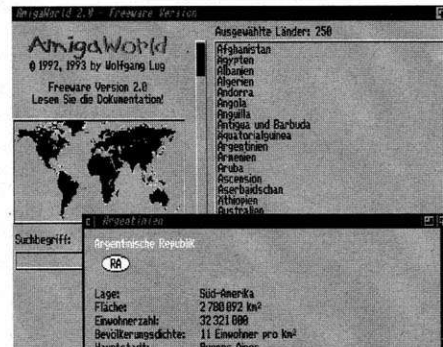 AmigaWorld 2.0 - Freeware Version
AmigaWorld
© 1992, 1993 by Wolfgang Lug
Freeware Version 2.0
Lesen Sie die Dokumentation!
Ausgewählte Länder: 250
Afghanistan
Ägypten
Albanien
Algerien
Andorra
Angola
Anguilla
Antigua und Barbuda
Äquatorialguinea
Argentinien
Armenien
Aruba
Ascension
Aserbaidschan
Äthiopien
Australien
Suchbegriff:
Argentinien
Argentinische Republik
RA
Lage: Süd-Amerika
Fläche: 2 780 092 km²
Einwohnerzahl: 32 321 000
Bevölkerungsdichte: 11 Einwohner pro km²
Hauptstadt: Buenos Aires